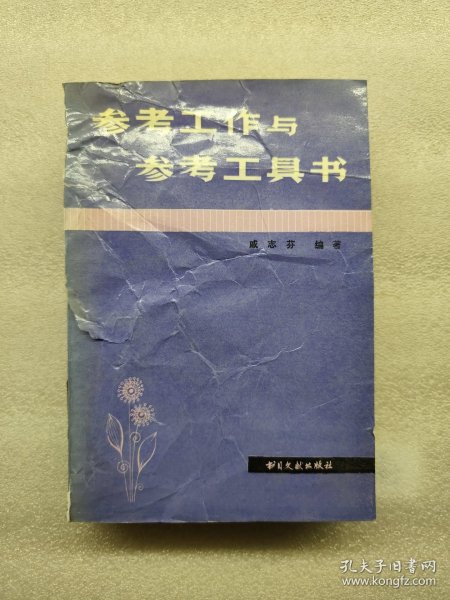 参考工作与
参考工具书
戚志芬 编著
书目文献出版社
孔夫子旧书网
www.kongfz.com